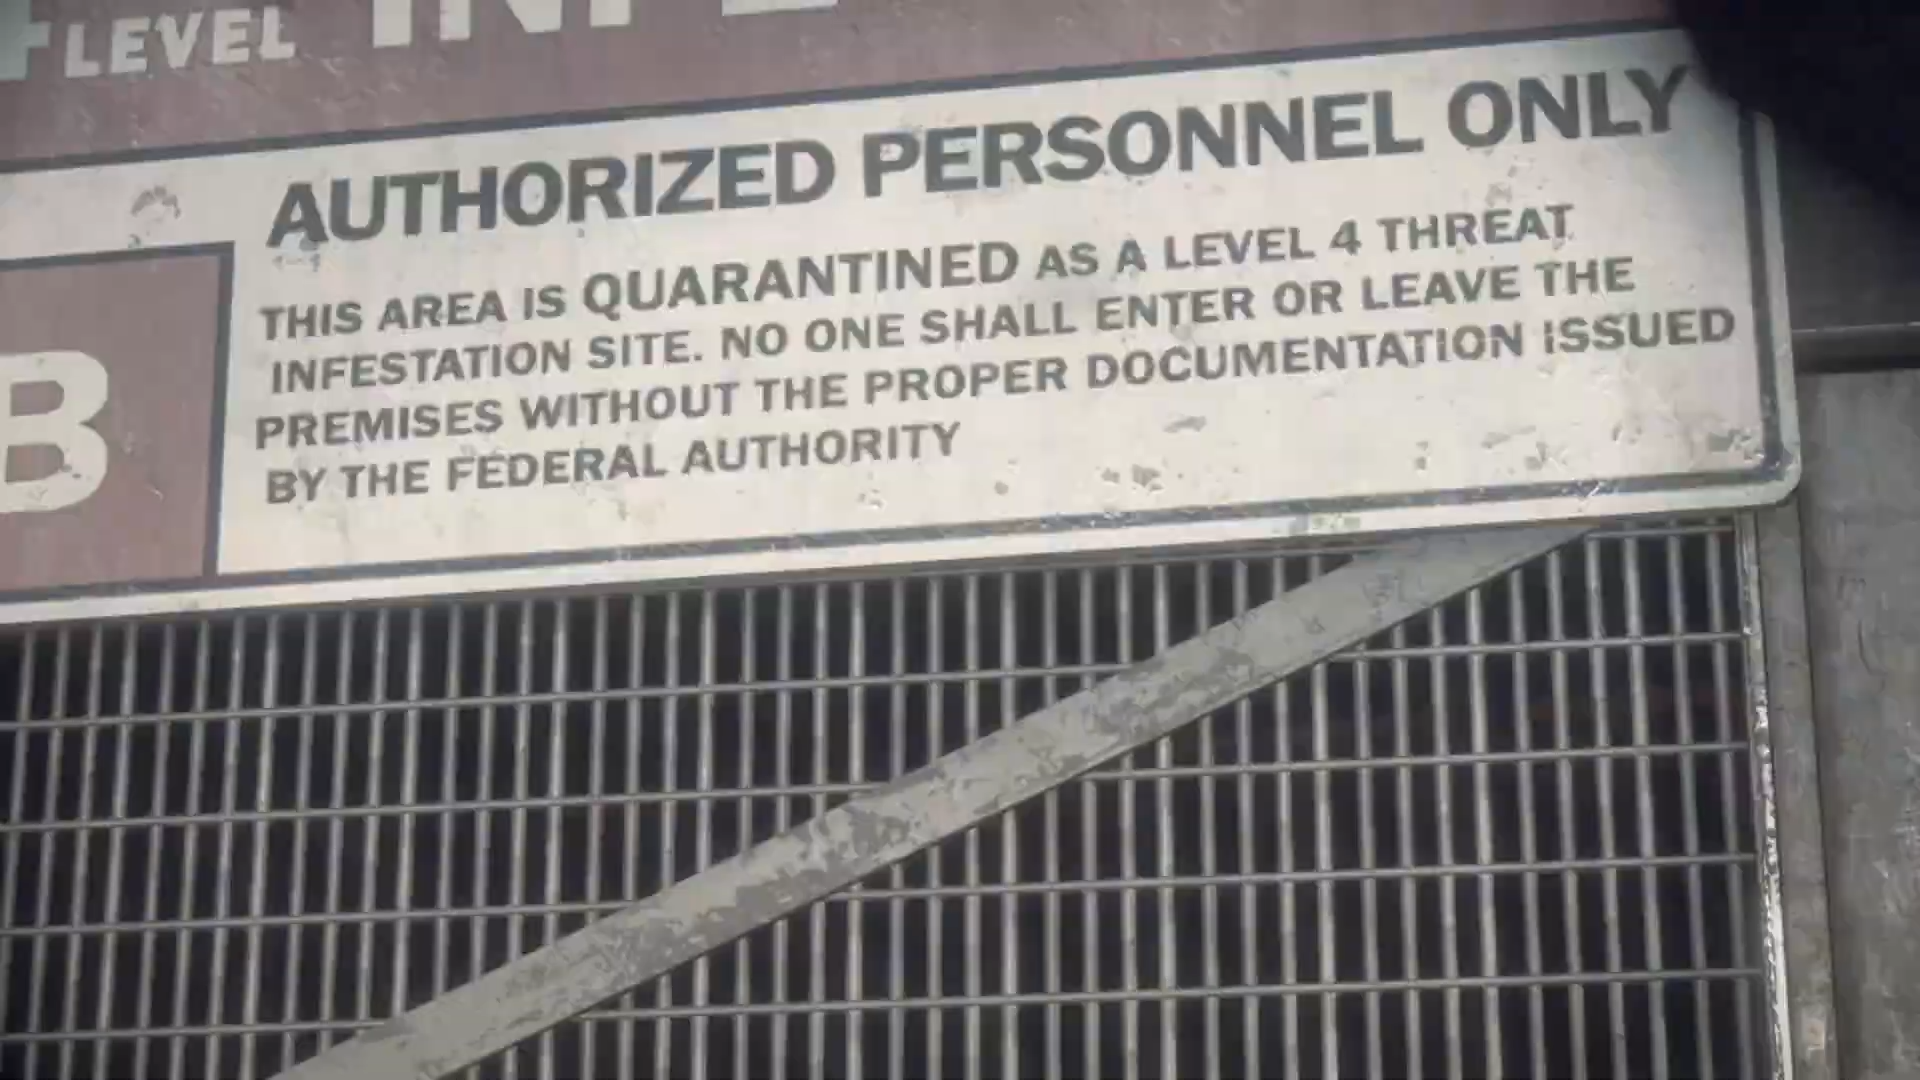 LEVEL
AUTHORIZED PERSONNEL ONLY
THIS AREA IS QUARANTINED AS A LEVEL 4 THREAT
INFESTATION SITE. NO ONE SHALL ENTER OR LEAVE THE
PREMISES WITHOUT THE PROPER DOCUMENTATION ISSUED
BY THE FEDERAL AUTHORITY
B